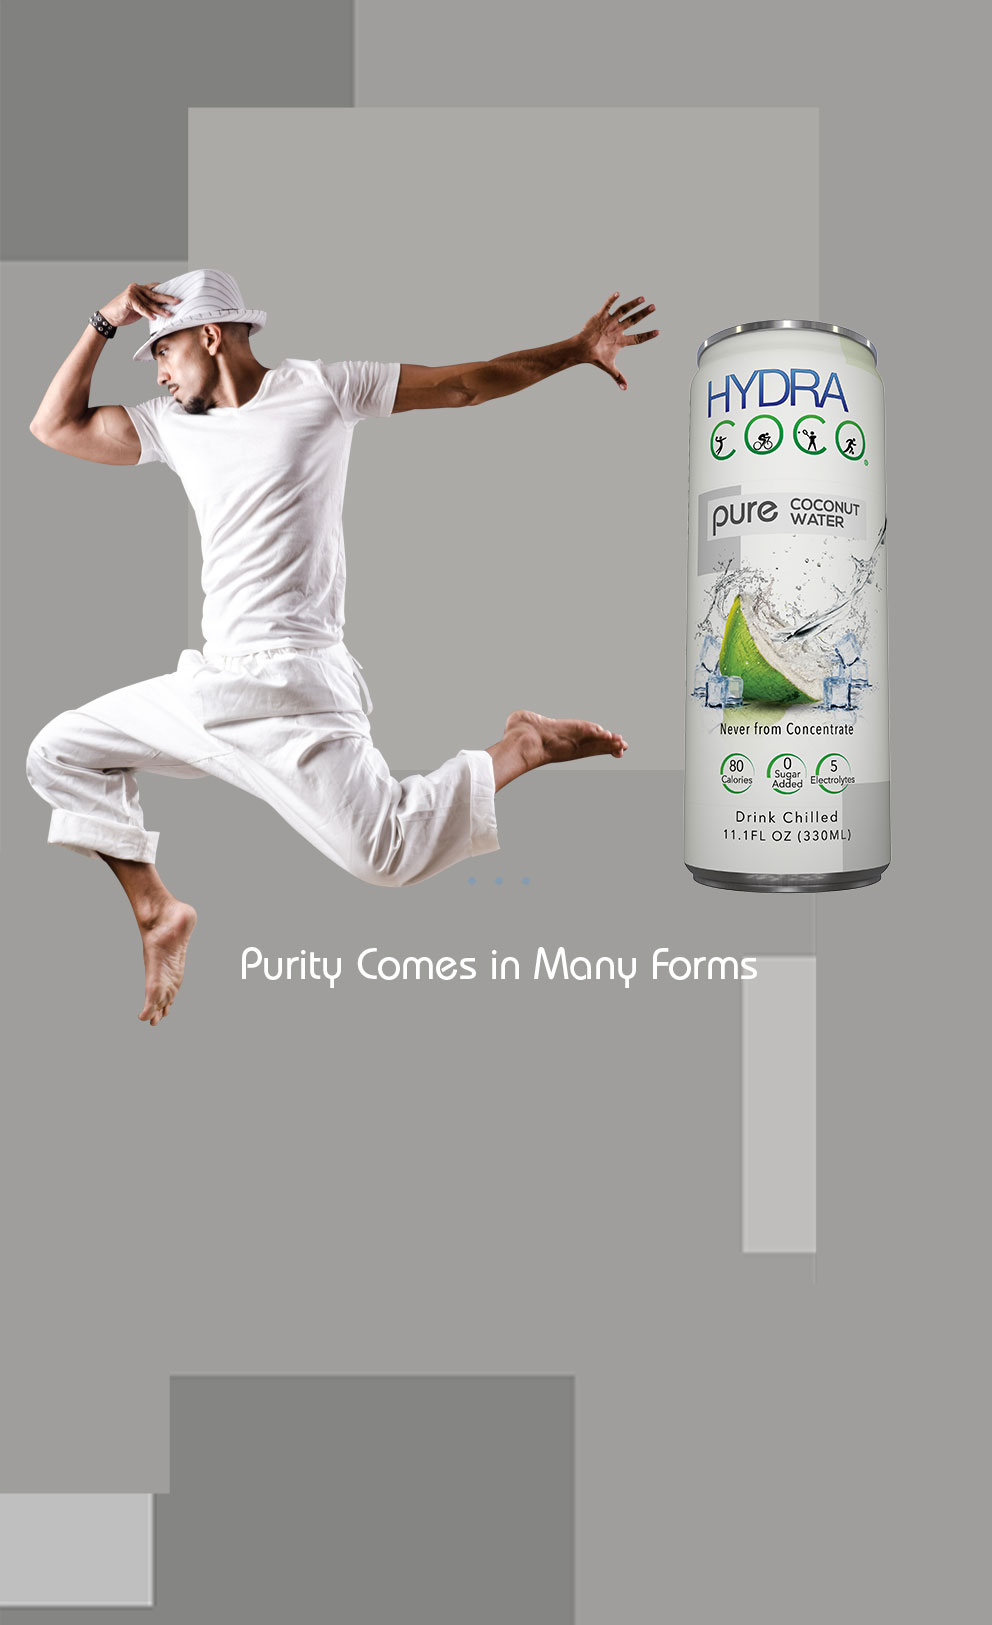 HYDRA
COCO
pure COCONUT
WATER
Never from Concentrate
80 0 5
Calories Sugar Electrolytes
Added
Drink Chilled
11.1FL OZ (330ML)
Purity Comes in Many Forms